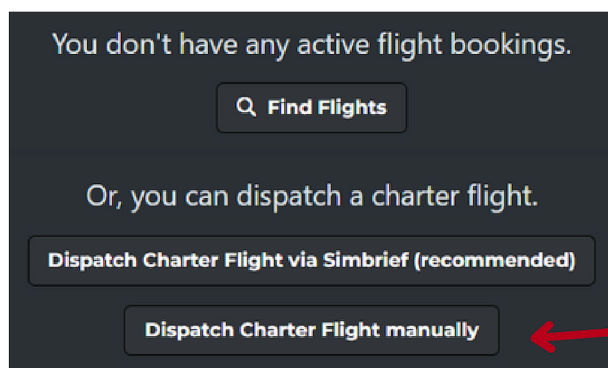 You don't have any active flight bookings.
Find Flights
Or, you can dispatch a charter flight.
Dispatch Charter Flight via Simbrief (recommended)
Dispatch Charter Flight manually